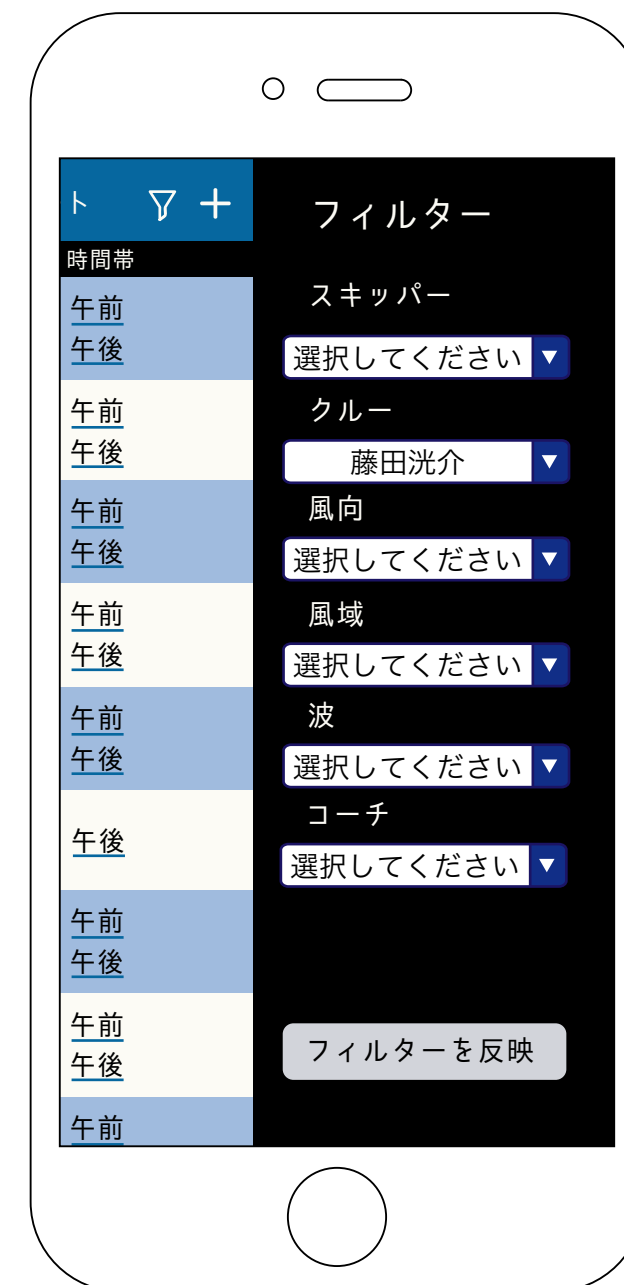 ト
時間帯
午前
午後
午前
午後
午前
午後
午前
午後
午前
午後
午後
午前
午後
午前
午後
午前
フィルター
スキッパー
選択してください
クルー
藤田洸介
風向
選択してください
風域
選択してください
波
選択してください
コーチ
選択してください
フィルターを反映